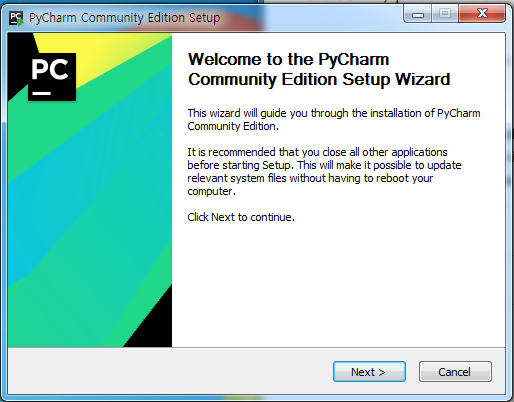 PyCharm Community Edition Setup
PC
Welcome to the PyCharm
Community Edition Setup Wizard
This wizard will guide you through the installation of PyCharm
Community Edition.
It is recommended that you close all other applications
before starting Setup. This will make it possible to update
relevant system files without having to reboot your
computer.
Click Next to continue.
Next >
Cancel